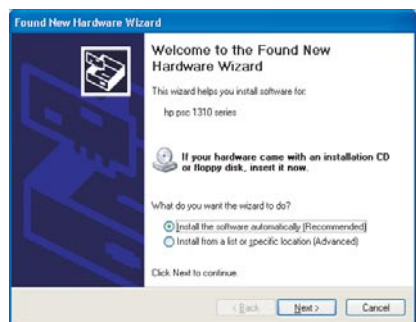 Found New Hardware Wizard
Welcome to the Found New
Hardware Wizard
This wizard helps you install software for:
hp psc 1310 series
If your hardware came with an installation CD
or floppy disk, insert it now.
What do you want the wizard to do?
Install the software automatically (Recommended)
Install from a list or specific location (Advanced)
Click Next to continue.
< Back
Next >
Cancel